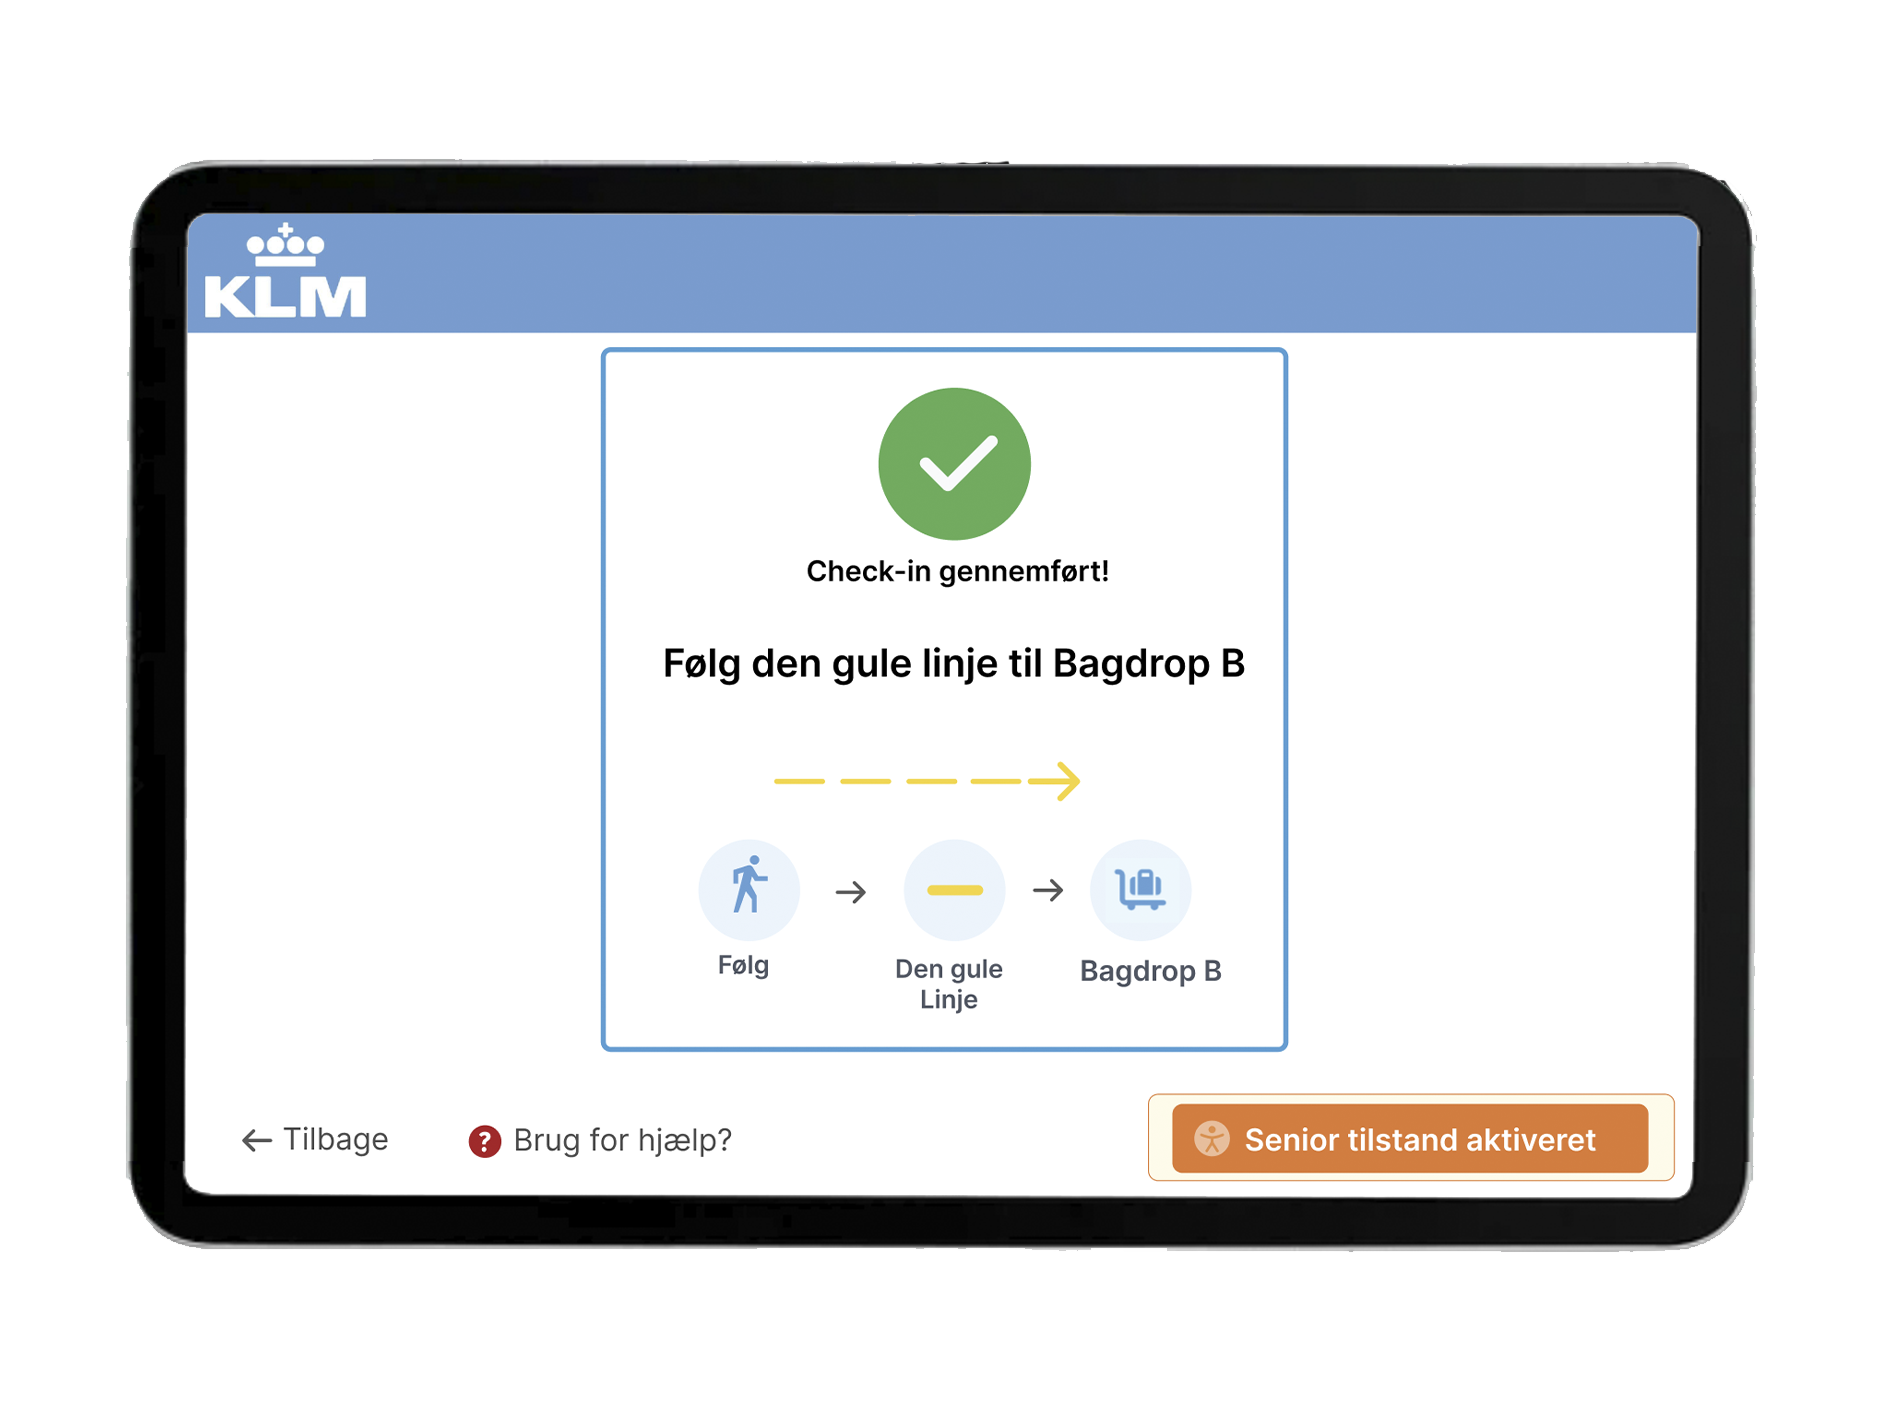 KLM
Check-in gennemført!
Følg den gule linje til Bagdrop B
Følg
Den gule
Linje
Bagdrop B
← Tilbage
? Brug for hjælp?
Senior tilstand aktiveret